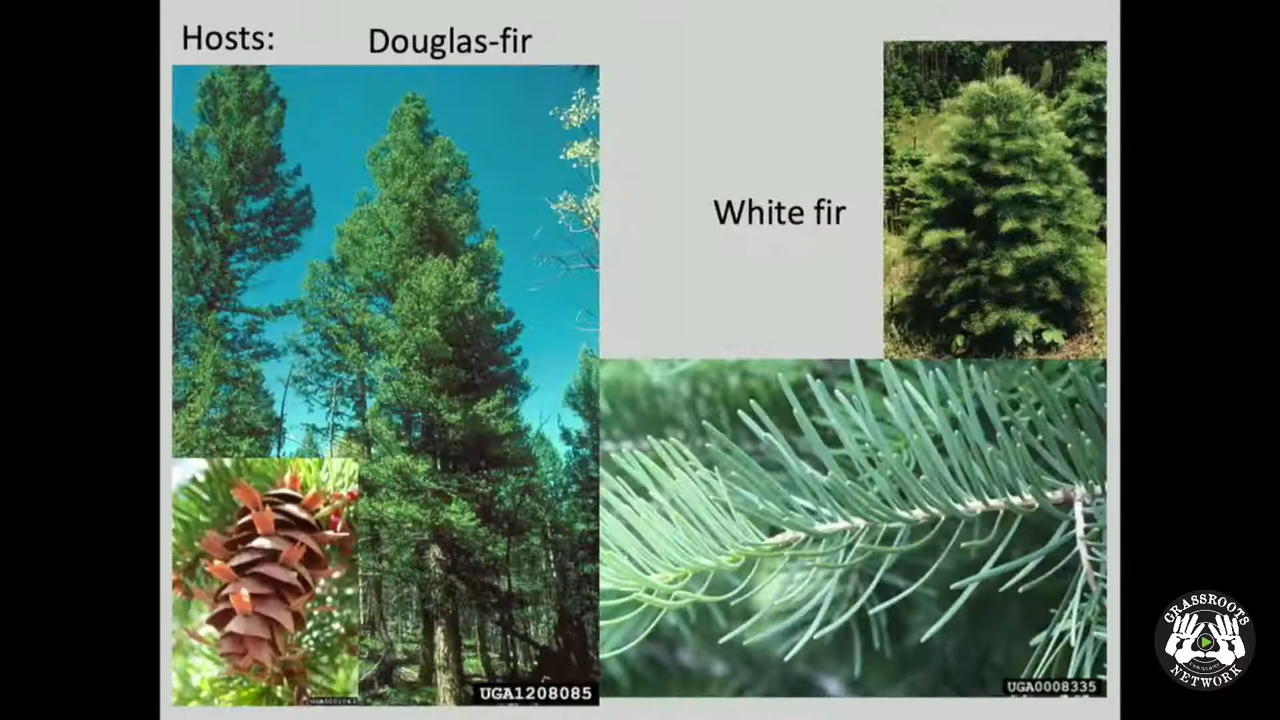 Hosts:
Douglas-fir
White fir
UGA1208085
UGA0008335
GRASSROOTS
NETWORK